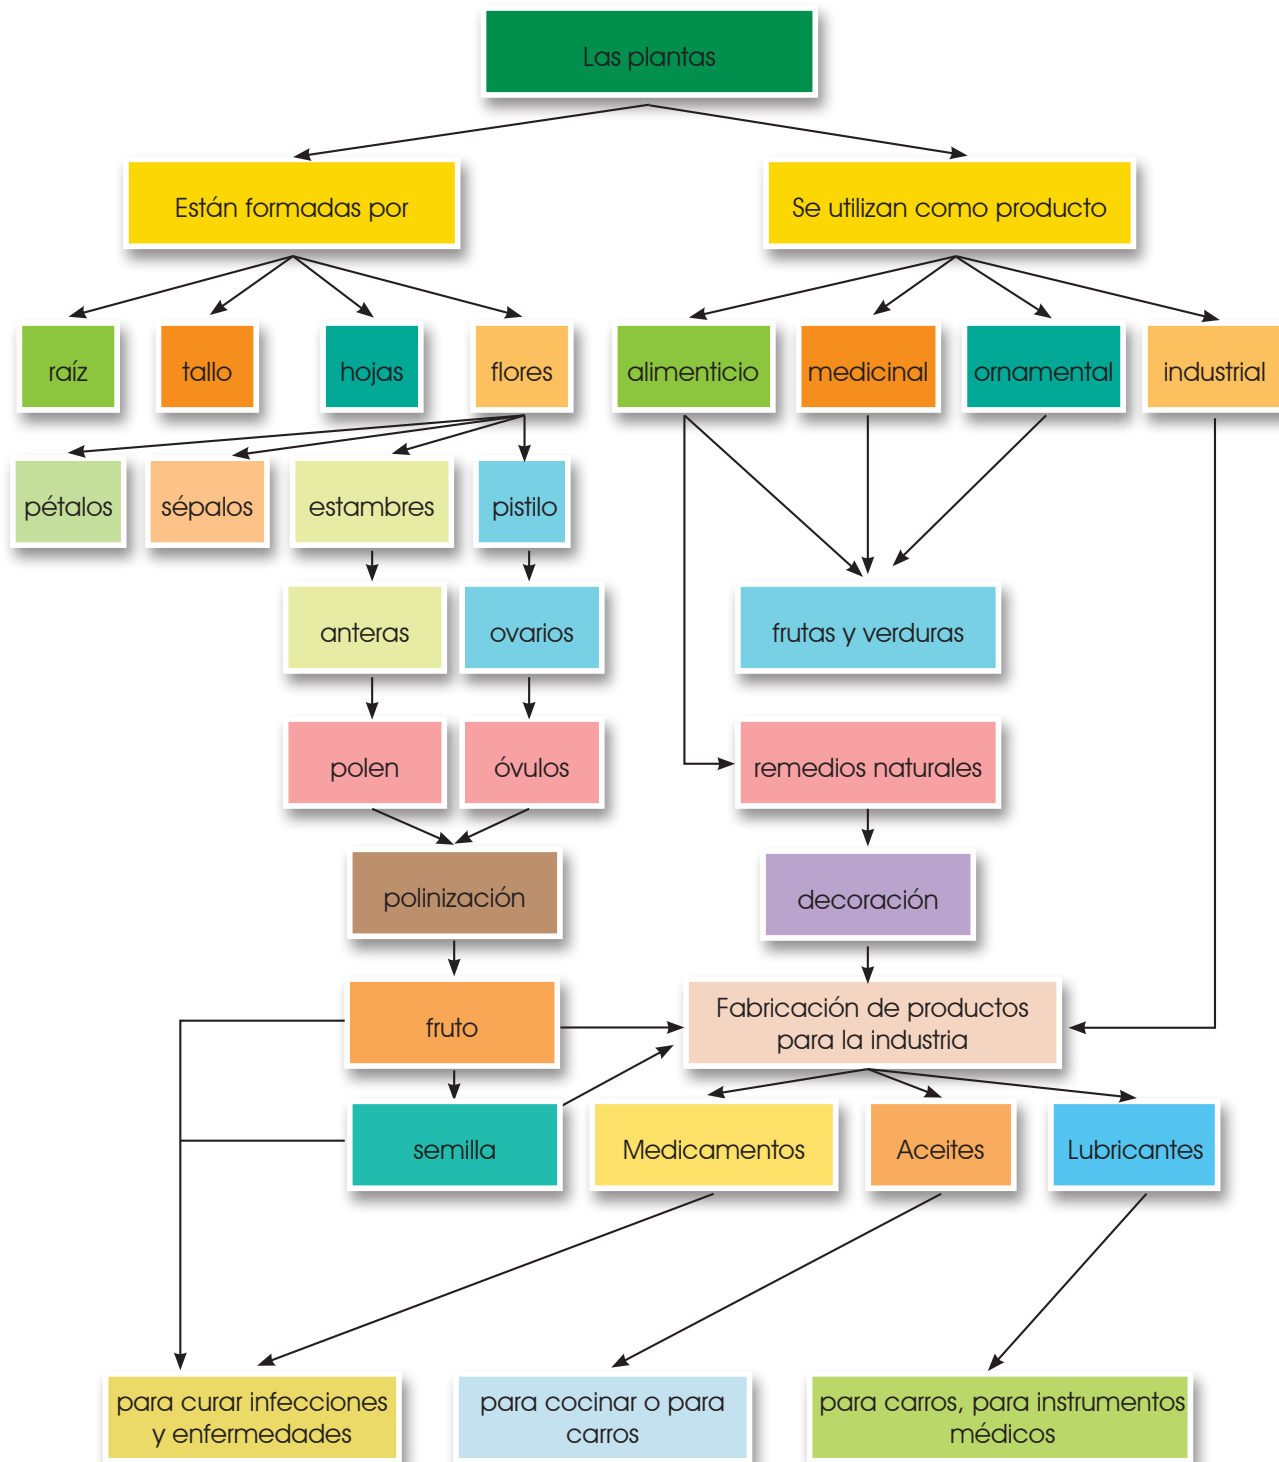 Las plantas
Están formadas por
Se utilizan como producto
raíz
tallo
hojas
flores
alimenticio
medicinal
ornamental
industrial
pétalos
sépalos
estambres
pistilo
anteras
ovarios
frutas y verduras
polen
óvulos
remedios naturales
polinización
decoración
fruto
Fabricación de productos
para la industria
semilla
Medicamentos
Aceites
Lubricantes
para curar infecciones
y enfermedades
para cocinar o para
carros
para carros, para instrumentos
médicos